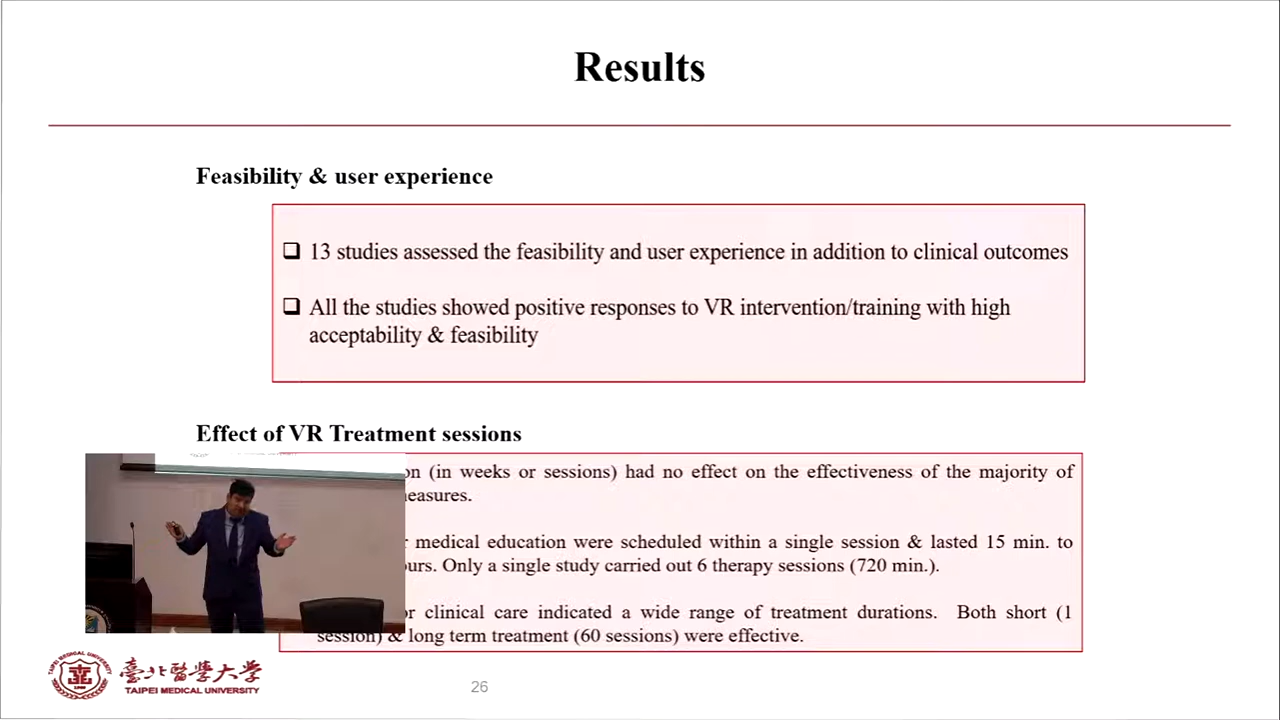 Results
Feasibility & user experience
❑ 13 studies assessed the feasibility and user experience in addition to clinical outcomes
❑ All the studies showed positive responses to VR intervention/training with high
acceptability & feasibility
Effect of VR Treatment sessions
(in weeks or sessions) had no effect on the effectiveness of the majority of
medical education were scheduled within a single session & lasted 15 min. to
Only a single study carried out 6 therapy sessions (720 min.).
clinical care indicated a wide range of treatment durations. Both short (1
session) & long term treatment (60 sessions) were effective.
臺北醫學大學
TAIPEI MEDICAL UNIVERSITY
26